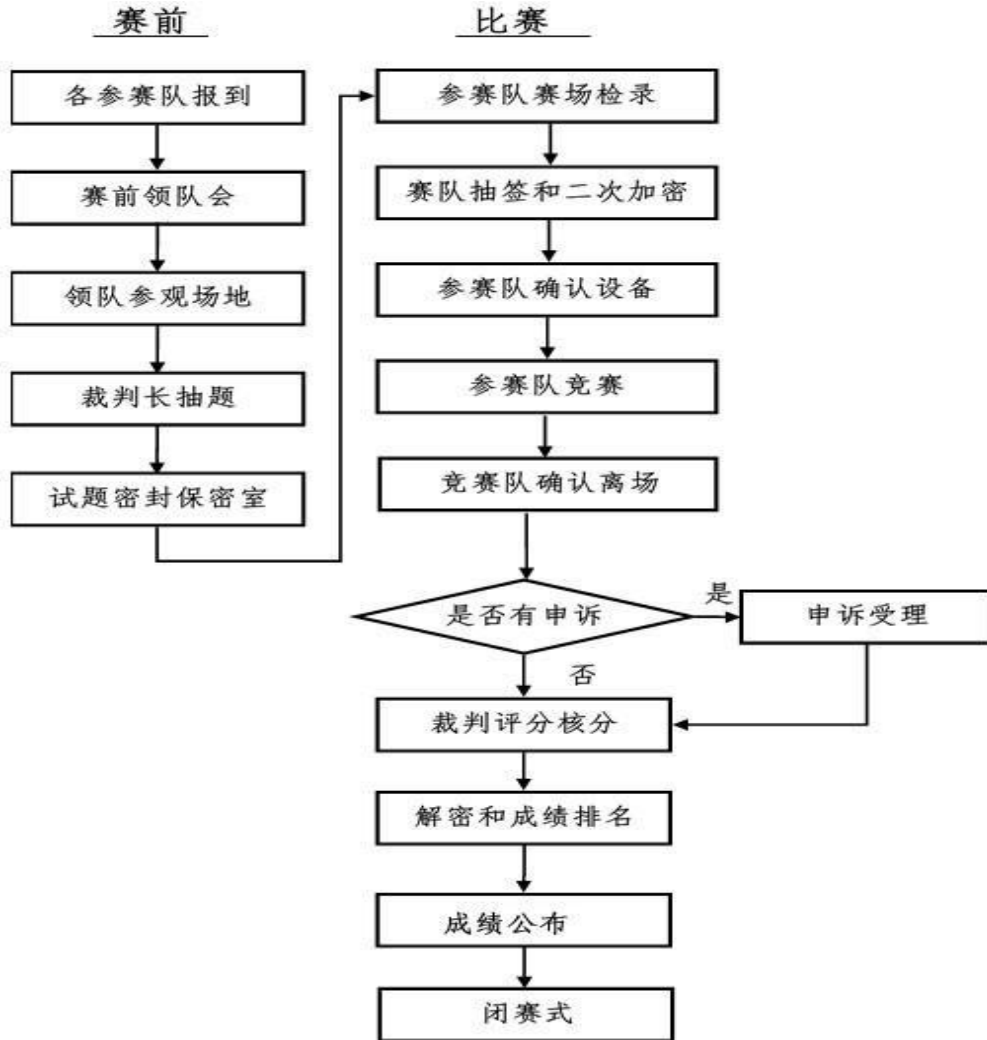 赛前
各参赛队报到
赛前领队会
领队参观场地
裁判长抽题
试题密封保密室
比赛
参赛队赛场检录
赛队抽签和二次加密
参赛队确认设备
参赛队竞赛
竞赛队确认离场
是否有申诉
是
申诉受理
否
裁判评分核分
解密和成绩排名
成绩公布
闭赛式